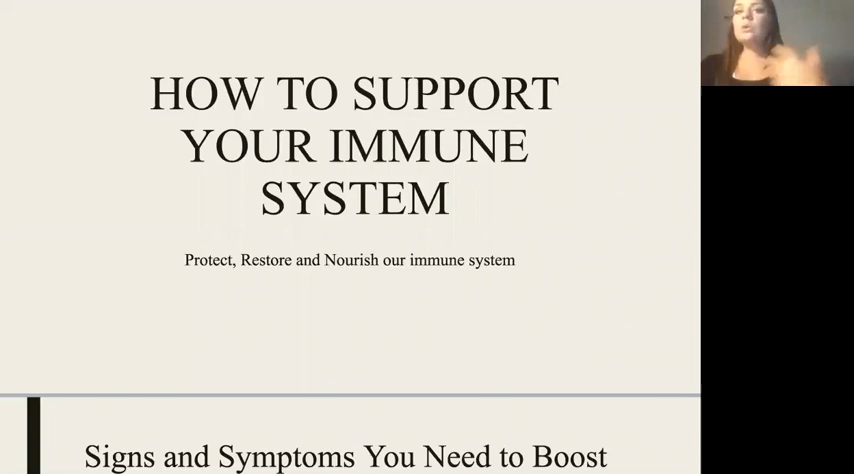 HOW TO SUPPORT
YOUR IMMUNE
SYSTEM
Protect, Restore and Nourish our immune system
Signs and Symptoms You Need to Boost